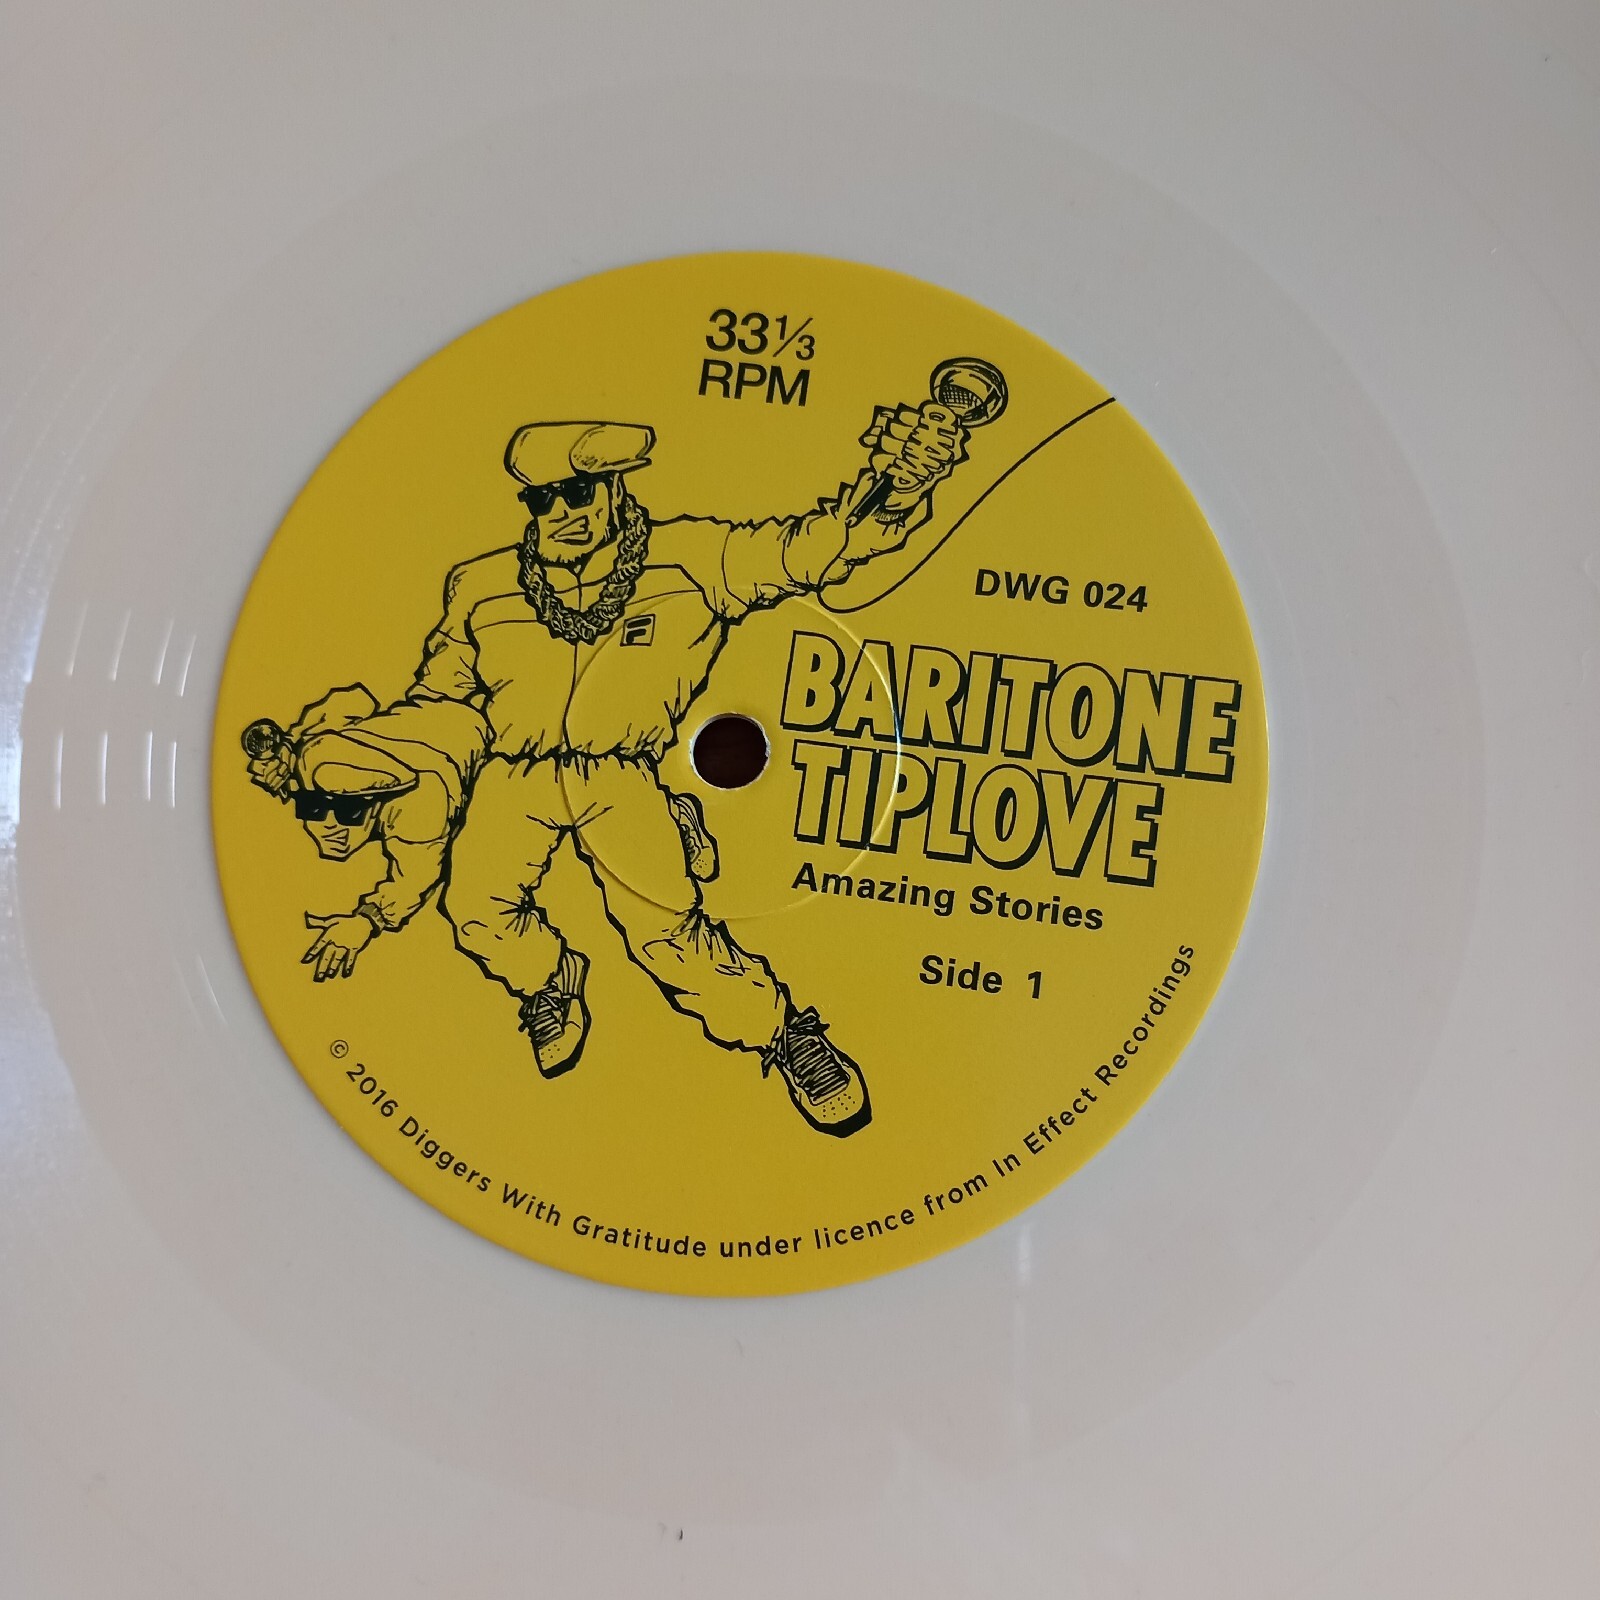 33⅓
RPM
DWG 024
BARITONE
TIPLOVE
Amazing Stories
Side 1
© 2016 Diggers With Gratitude under licence from In Effect Recordings